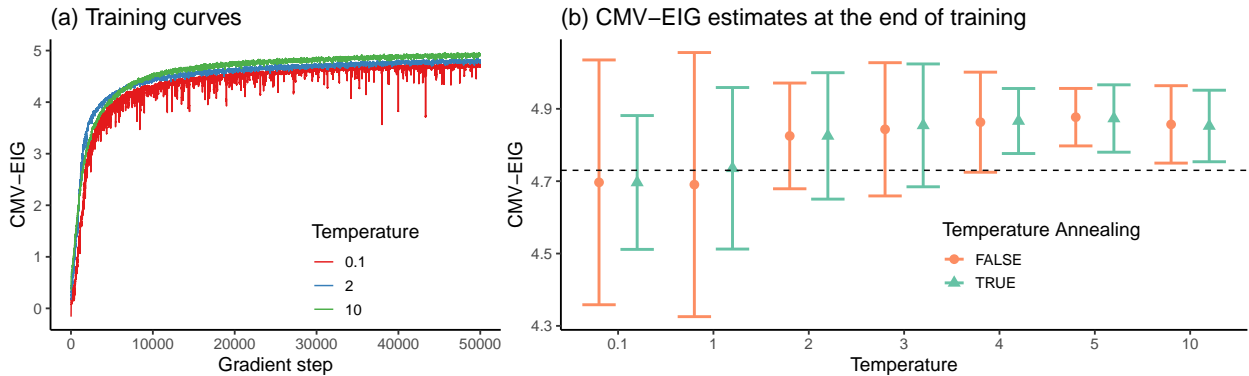 (a) Training curves
CMV−EIG
5
4
3
2
1
0
Temperature
0.1
2
10
0
10000
20000
30000
40000
50000
Gradient step
(b) CMV−EIG estimates at the end of training
CMV−EIG
4.9
4.7
4.5
4.3
Temperature Annealing
FALSE
TRUE
0.1
1
2
3
4
5
10
Temperature